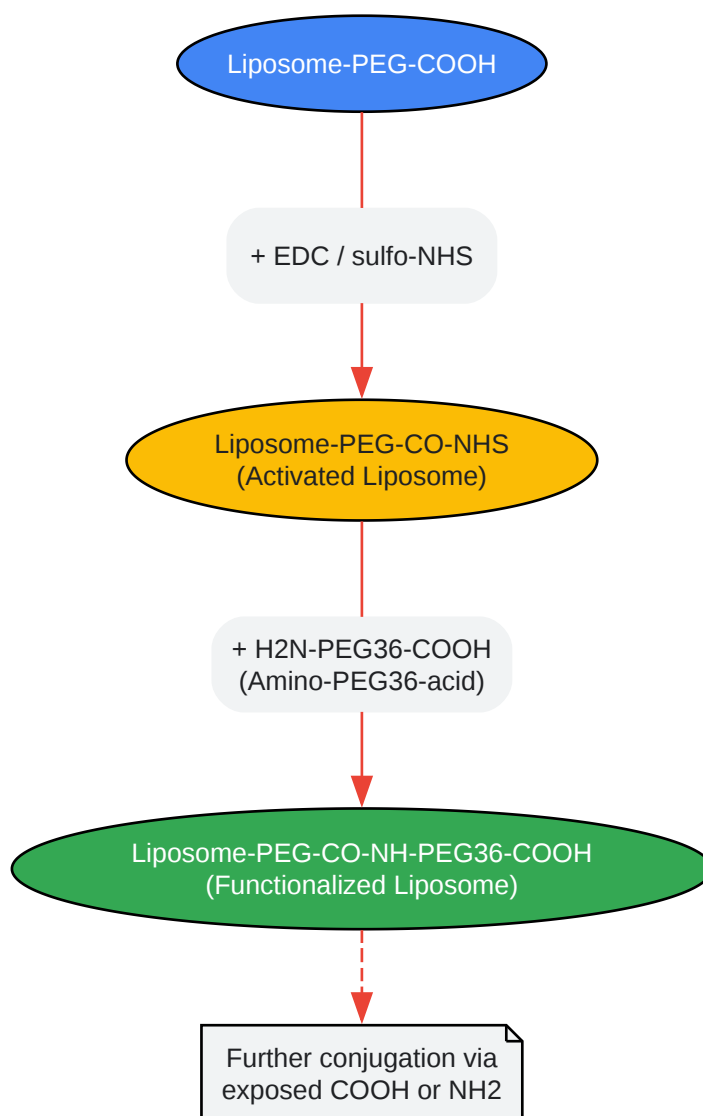 Liposome-PEG-COOH
+ EDC / sulfo-NHS
Liposome-PEG-CO-NHS
(Activated Liposome)
+ H2N-PEG36-COOH
(Amino-PEG36-acid)
Liposome-PEG-CO-NH-PEG36-COOH
(Functionalized Liposome)
Further conjugation via
exposed COOH or NH2